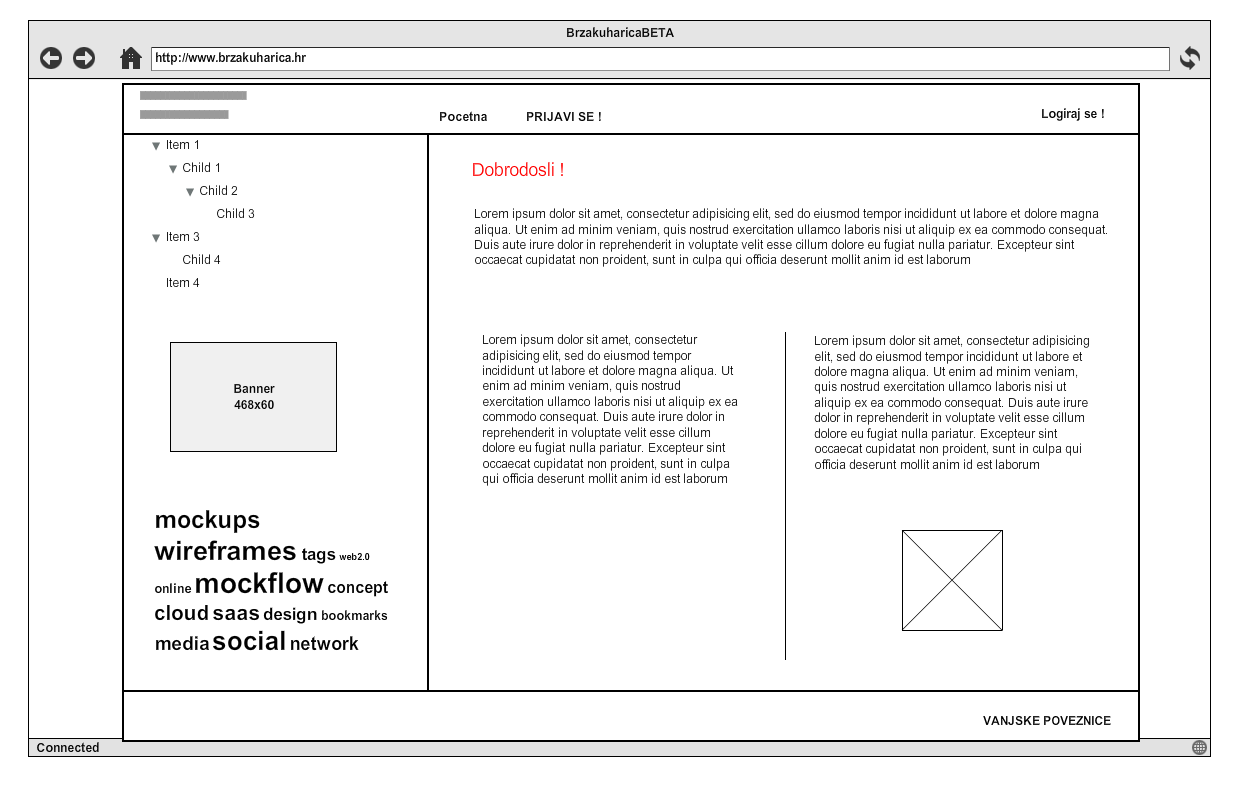 BrzakuharicaBETA
http://www.brzakuharica.hr
Pocetna
PRIJAVI SE !
Logiraj se !
Item 1
Child 1
Child 2
Child 3
Item 3
Child 4
Item 4
Banner
468x60
mockups
wireframes tags web2.0
online mockflow concept
cloud saas design bookmarks
media social network
Dobrodosli !
Lorem ipsum dolor sit amet, consectetur adipisicing elit, sed do eiusmod tempor incididunt ut labore et dolore magna
aliqua. Ut enim ad minim veniam, quis nostrud exercitation ullamco laboris nisi ut aliquip ex ea commodo consequat.
Duis aute irure dolor in reprehenderit in voluptate velit esse cillum dolore eu fugiat nulla pariatur. Excepteur sint
occaecat cupidatat non proident, sunt in culpa qui officia deserunt mollit anim id est laborum
Lorem ipsum dolor sit amet, consectetur
adipisicing elit, sed do eiusmod tempor
incididunt ut labore et dolore magna aliqua. Ut
enim ad minim veniam, quis nostrud
exercitation ullamco laboris nisi ut aliquip ex ea
commodo consequat. Duis aute irure dolor in
reprehenderit in voluptate velit esse cillum
dolore eu fugiat nulla pariatur. Excepteur sint
occaecat cupidatat non proident, sunt in culpa
qui officia deserunt mollit anim id est laborum
Lorem ipsum dolor sit amet, consectetur adipisicing
elit, sed do eiusmod tempor incididunt ut labore et
dolore magna aliqua. Ut enim ad minim veniam,
quis nostrud exercitation ullamco laboris nisi ut
aliquip ex ea commodo consequat. Duis aute irure
dolor in reprehenderit in voluptate velit esse cillum
dolore eu fugiat nulla pariatur. Excepteur sint
occaecat cupidatat non proident, sunt in culpa qui
officia deserunt mollit anim id est laborum
VANJSKE POVEZNICE
Connected